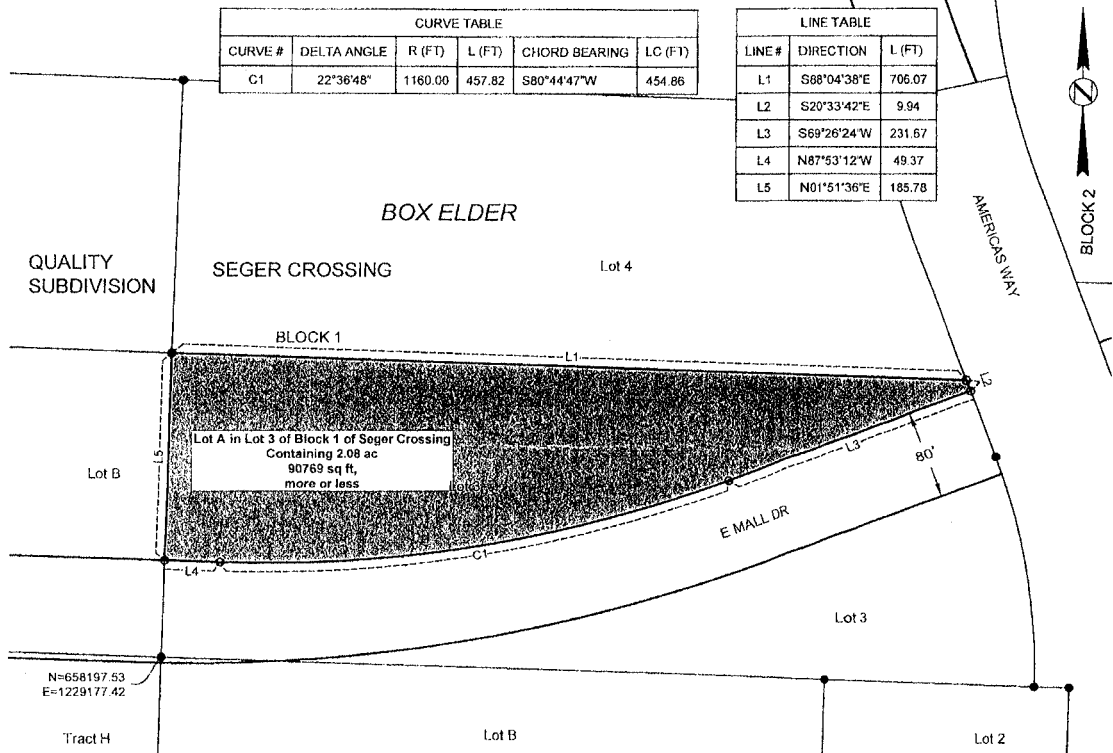 CURVE TABLE
CURVE # DELTA ANGLE R (FT) L (FT) CHORD BEARING LC (FT)
C1 22°36'48" 1160.00 457.82 S80°44'47"W 454.86
LINE TABLE
LINE # DIRECTION L (FT)
L1 S88°04'38"E 706.07
L2 S20°33'42"E 9.94
L3 S69°26'24"W 231.67
L4 N87°53'12"W 49.37
L5 N01°51'36"E 185.78
N
BLOCK 2
AMERICAS WAY
BOX ELDER
QUALITY
SUBDIVISION
SEGER CROSSING
Lot 4
BLOCK 1
L1
L2
L5
Lot A in Lot 3 of Block 1 of Seger Crossing
Containing 2.08 ac
90769 sq ft,
more or less
Lot B
L3
80'
E MALL DR
C1
L4
Lot 3
N=658197.53
E=1229177.42
Tract H
Lot B
Lot 2